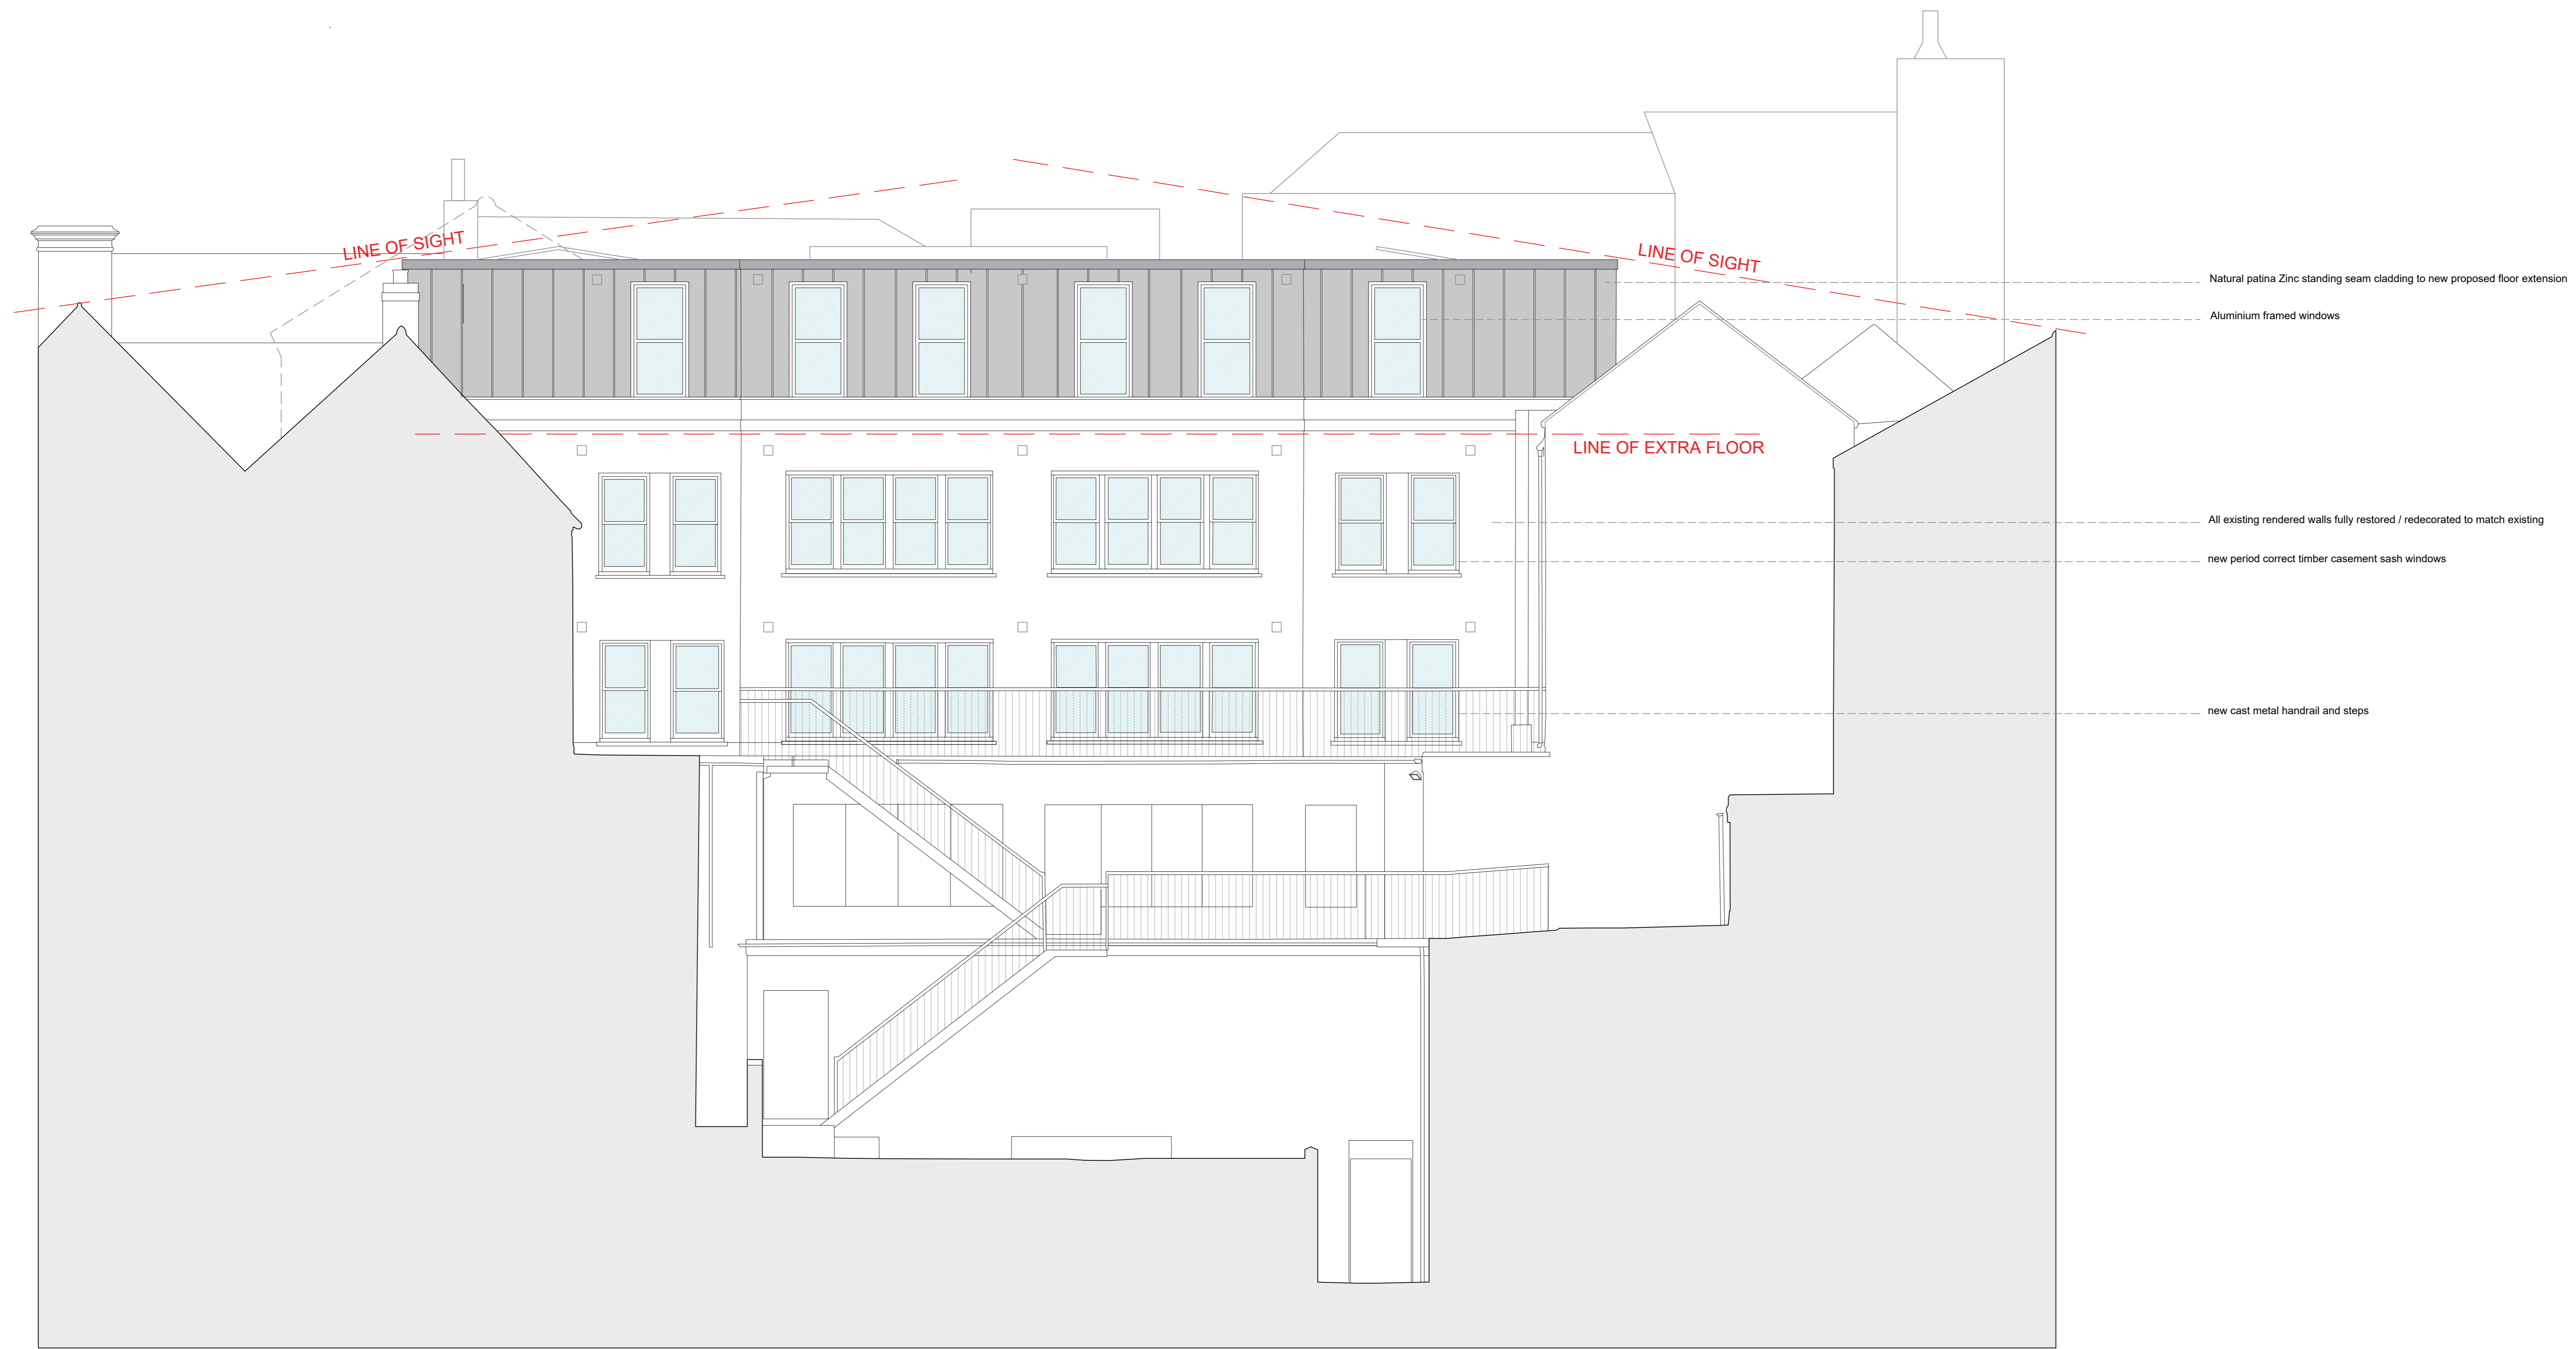 LINE OF SIGHT
LINE OF SIGHT
Natural patina Zinc standing seam cladding to new proposed floor extension
Aluminium framed windows
LINE OF EXTRA FLOOR
All existing rendered walls fully restored / redecorated to match existing
new period correct timber casement sash windows
new cast metal handrail and steps